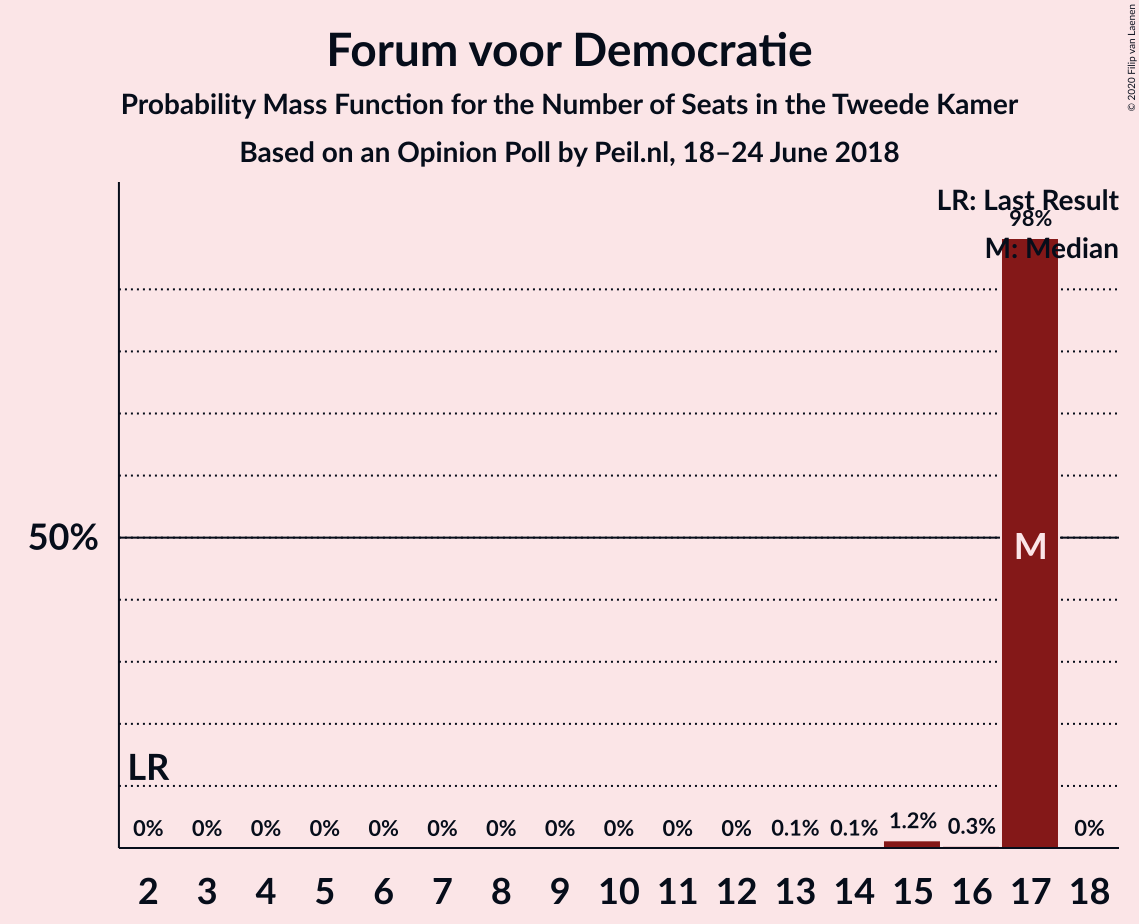 Forum voor Democratie
Probability Mass Function for the Number of Seats in the Tweede Kamer
Based on an Opinion Poll by Peil.nl, 18–24 June 2018
© 2020 Filip van Laenen
LR: Last Result
98%
M: Median
50%
M
LR
0% 0% 0% 0% 0% 0% 0% 0% 0% 0% 0% 0.1% 0.1% 1.2% 0.3% 0%
2 3 4 5 6 7 8 9 10 11 12 13 14 15 16 17 18